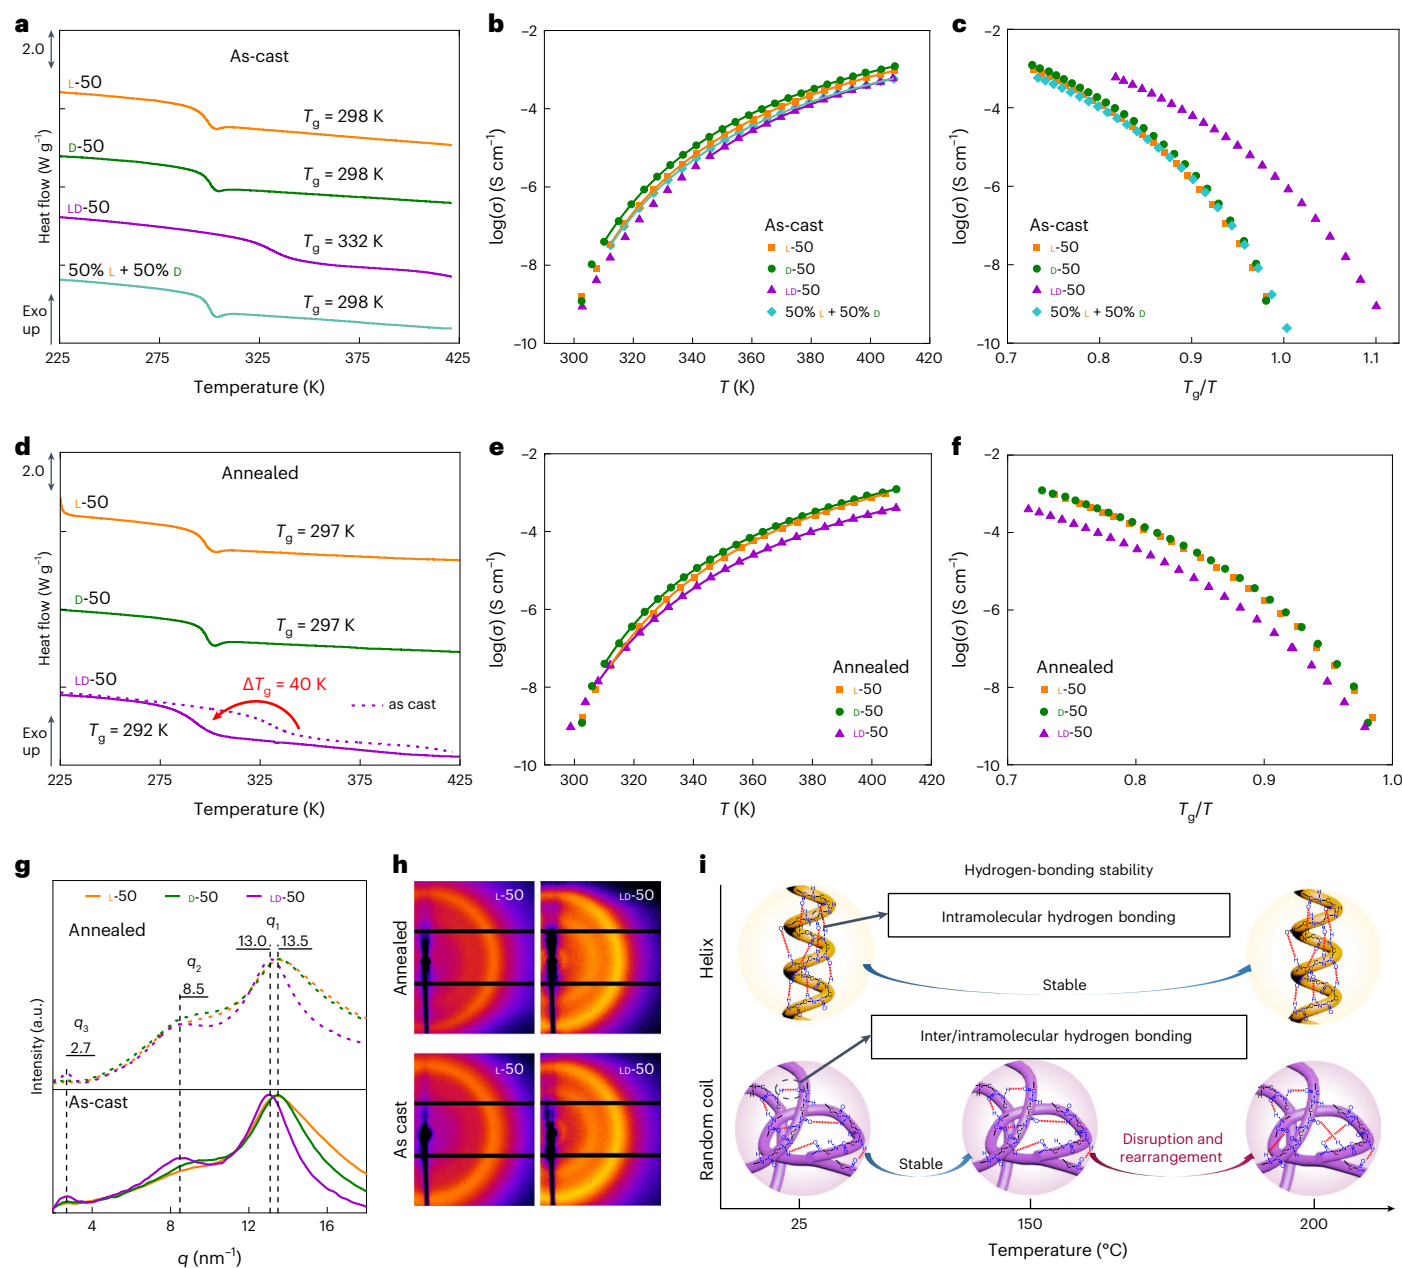 a
2.0
As-cast
L-50
Tg = 298 K
D-50
Tg = 298 K
LD-50
Tg = 332 K
50% L + 50% D
Tg = 298 K
Exo
up
Heat flow (W g−1)
225 275 325 375 425
Temperature (K)
b
−2
−4
−6
−8
−10
log(σ) (S cm−1)
As-cast
L-50
D-50
LD-50
50% L + 50% D
300 320 340 360 380 400 420
T (K)
c
−2
−4
−6
−8
−10
log(σ) (S cm−1)
As-cast
L-50
D-50
LD-50
50% L + 50% D
0.7 0.8 0.9 1.0 1.1
Tg/T
d
2.0
Annealed
L-50
Tg = 297 K
D-50
Tg = 297 K
LD-50
ΔTg = 40 K
as cast
Tg = 292 K
Exo
up
Heat flow (W g−1)
225 275 325 375 425
Temperature (K)
e
−2
−4
−6
−8
−10
log(σ) (S cm−1)
Annealed
L-50
D-50
LD-50
300 320 340 360 380 400 420
T (K)
f
−2
−4
−6
−8
−10
log(σ) (S cm−1)
Annealed
L-50
D-50
LD-50
0.7 0.8 0.9 1.0
Tg/T
g
L-50 D-50 LD-50
Annealed
q1
13.0 13.5
q2
8.5
q3
2.7
As-cast
Intensity (a.u.)
4 8 12 16
q (nm−1)
h
Annealed
L-50
LD-50
As cast
L-50
LD-50
i
Hydrogen-bonding stability
Intramolecular hydrogen bonding
Helix
Stable
Inter/intramolecular hydrogen bonding
Random coil
Stable
Disruption and
rearrangement
25 150 200
Temperature (°C)